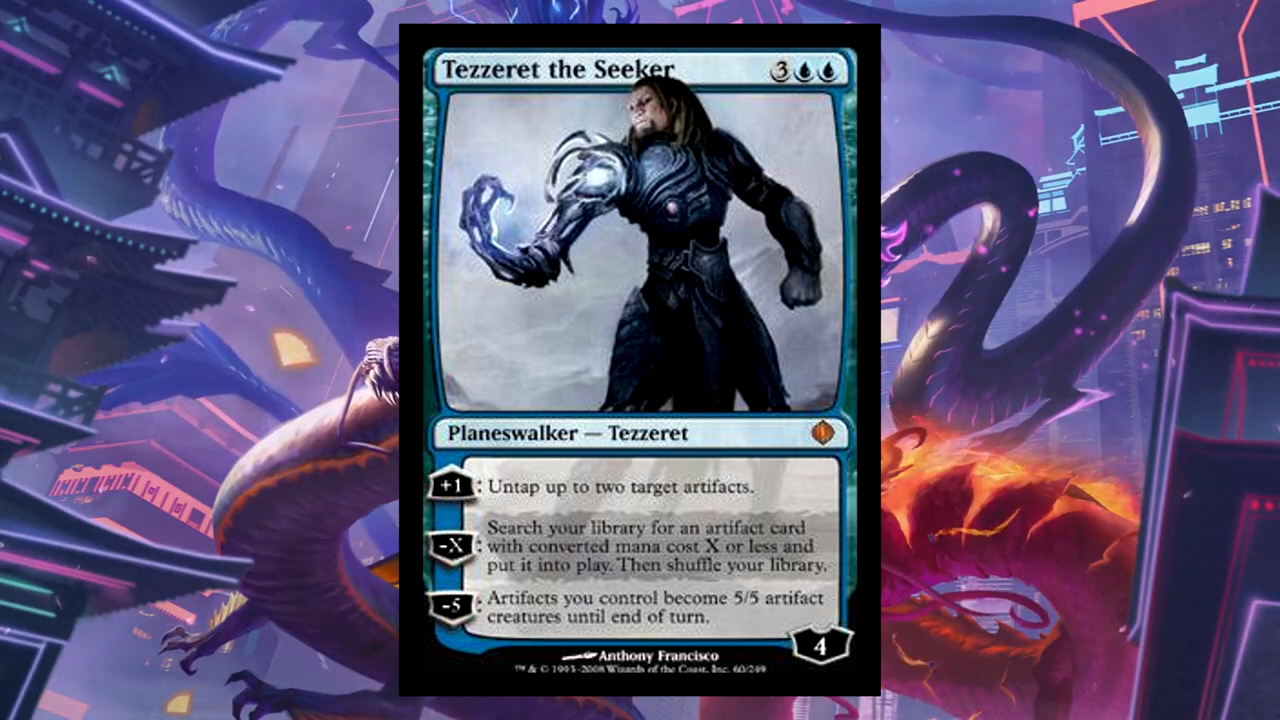 Tezzeret the Seeker 3
Planeswalker — Tezzeret
+1: Untap up to two target artifacts.
Search your library for an artifact card
-X: with converted mana cost X or less and
put it into play. Then shuffle your library.
-5: Artifacts you control become 5/5 artifact
creatures until end of turn.
4
Anthony Francisco
™ & © 1993-2008 Wizards of the Coast, Inc. 60/249